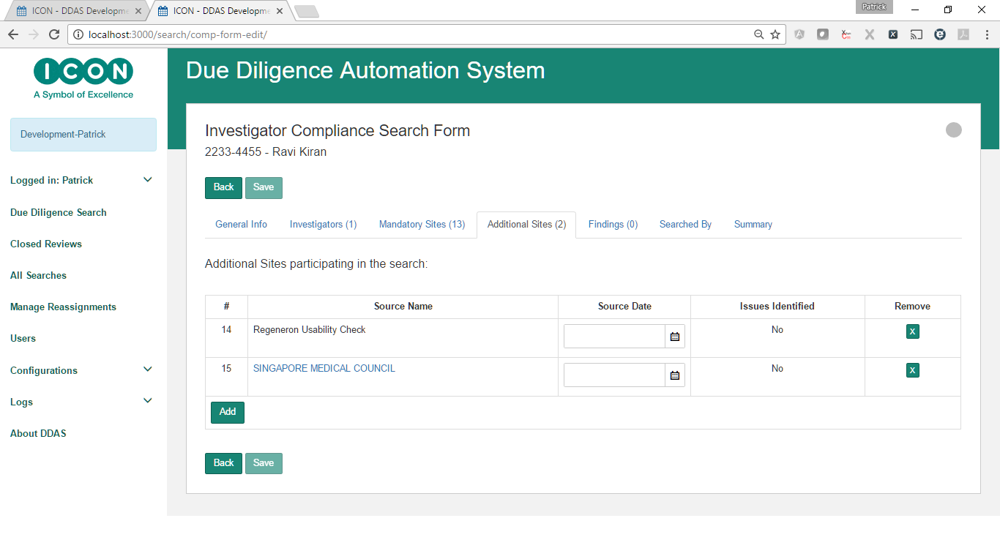 ICON - DDAS Developme
ICON - DDAS Developme
Patrick
localhost:3000/search/comp-form-edit/
ICON
A Symbol of Excellence
Development-Patrick
Logged in: Patrick
Due Diligence Search
Closed Reviews
All Searches
Manage Reassignments
Users
Configurations
Logs
About DDAS
Due Diligence Automation System
Investigator Compliance Search Form
2233-4455 - Ravi Kiran
Back Save
General Info Investigators (1) Mandatory Sites (13) Additional Sites (2) Findings (0) Searched By Summary
Additional Sites participating in the search:
# Source Name Source Date Issues Identified Remove
14 Regeneron Usability Check No X
15 SINGAPORE MEDICAL COUNCIL No X
Add
Back Save